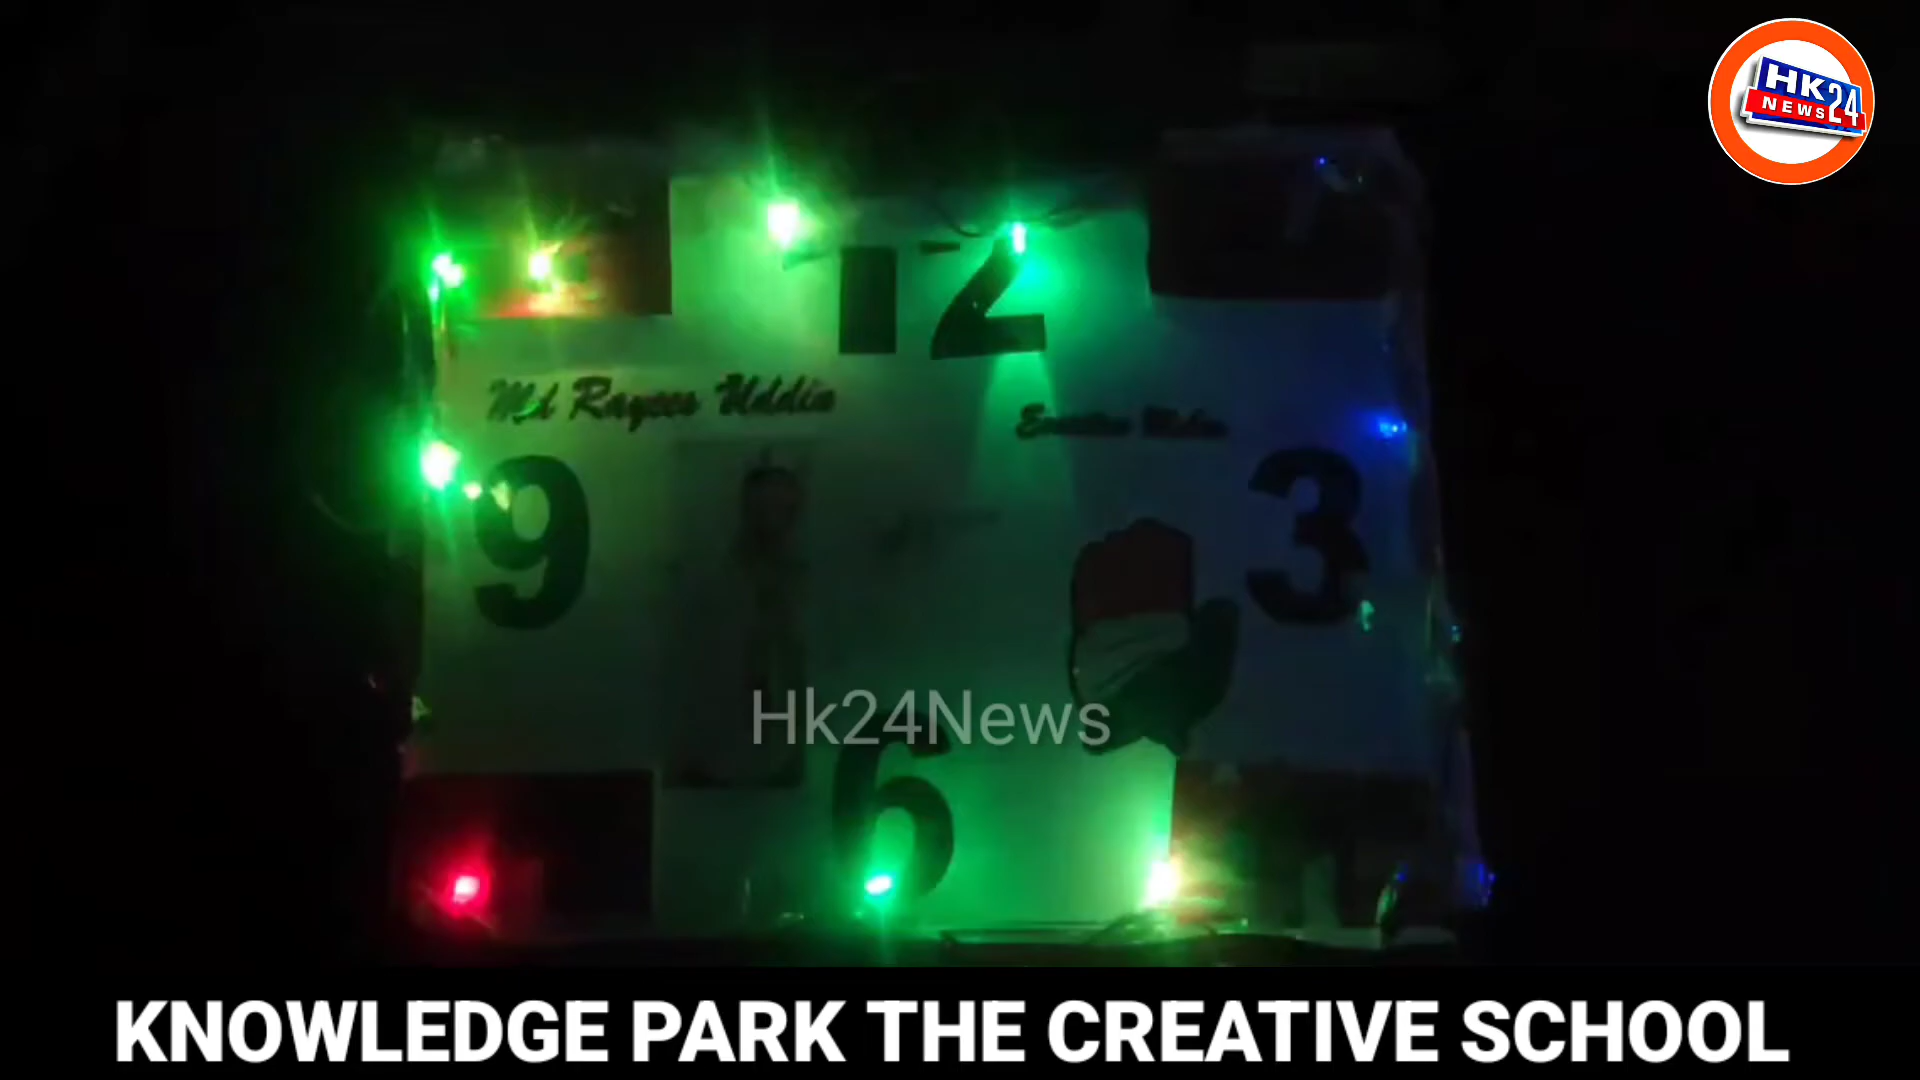 HK
NEWS 24
12
Md Rayees Uddin
9
3
Hk24News
6
KNOWLEDGE PARK THE CREATIVE SCHOOL